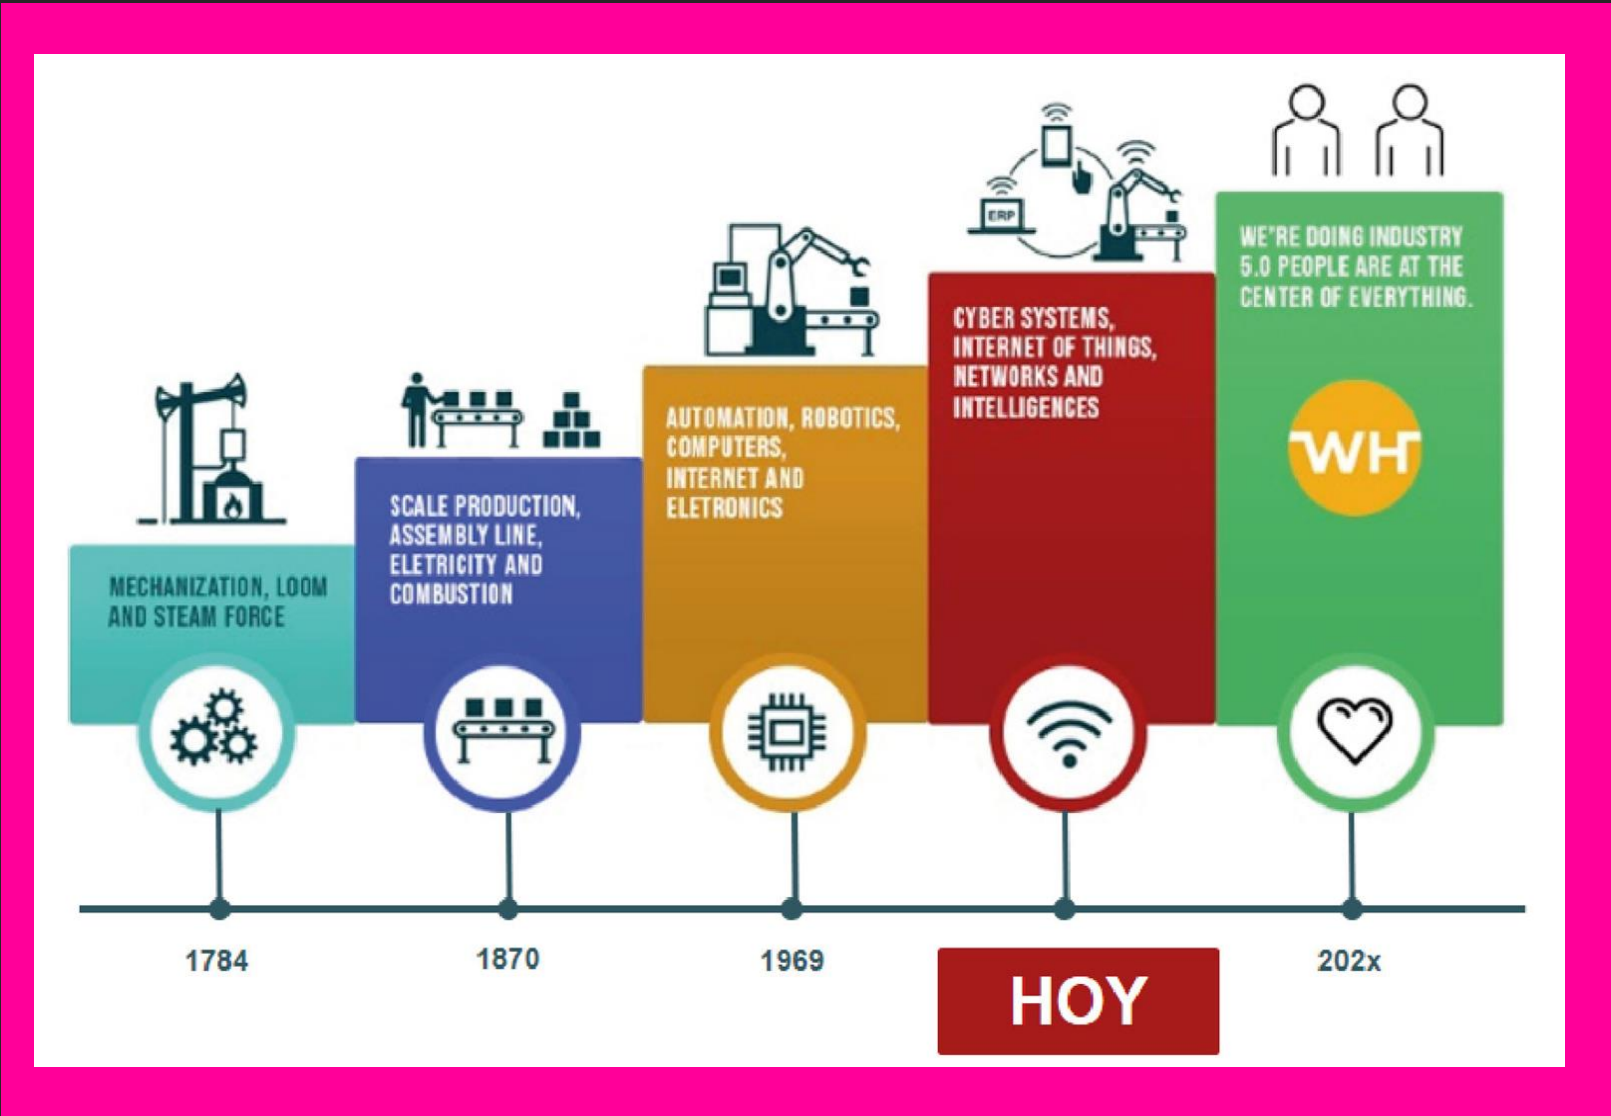 ERP
WE'RE DOING INDUSTRY
5.0 PEOPLE ARE AT THE
CENTER OF EVERYTHING.
WH
CYBER SYSTEMS,
INTERNET OF THINGS,
NETWORKS AND
INTELLIGENCES
AUTOMATION, ROBOTICS,
COMPUTERS,
INTERNET AND
ELETRONICS
SCALE PRODUCTION,
ASSEMBLY LINE,
ELETRICITY AND
COMBUSTION
MECHANIZATION, LOOM
AND STEAM FORCE
1784
1870
1969
HOY
202x